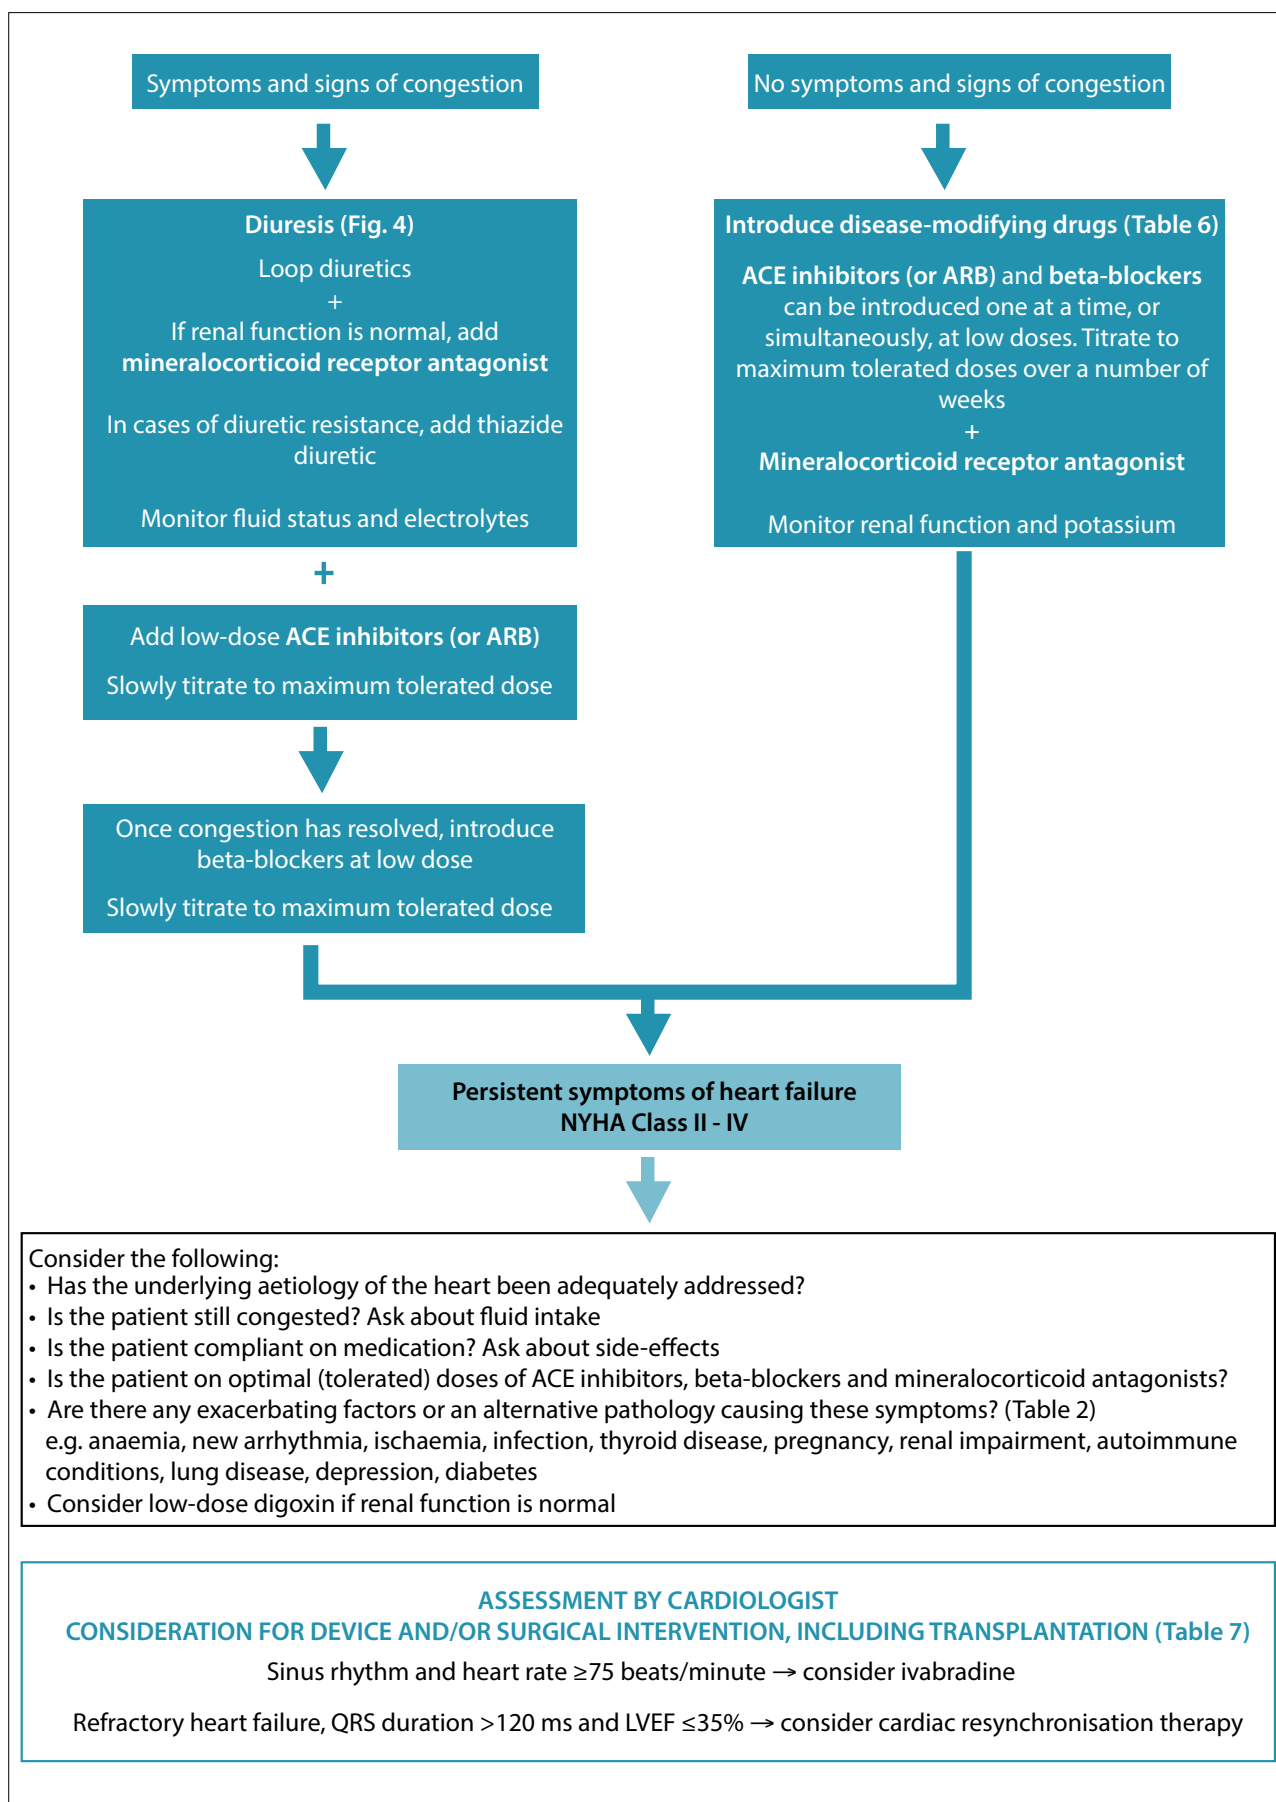 Symptoms and signs of congestion
Diuresis (Fig. 4)
Loop diuretics
+
If renal function is normal, add
mineralocorticoid receptor antagonist
In cases of diuretic resistance, add thiazide
diuretic
Monitor fluid status and electrolytes
+
Add low-dose ACE inhibitors (or ARB)
Slowly titrate to maximum tolerated dose
Once congestion has resolved, introduce
beta-blockers at low dose
Slowly titrate to maximum tolerated dose
No symptoms and signs of congestion
Introduce disease-modifying drugs (Table 6)
ACE inhibitors (or ARB) and beta-blockers
can be introduced one at a time, or
simultaneously, at low doses. Titrate to
maximum tolerated doses over a number of
weeks
+
Mineralocorticoid receptor antagonist
Monitor renal function and potassium
Persistent symptoms of heart failure
NYHA Class II - IV
Consider the following:
• Has the underlying aetiology of the heart been adequately addressed?
• Is the patient still congested? Ask about fluid intake
• Is the patient compliant on medication? Ask about side-effects
• Is the patient on optimal (tolerated) doses of ACE inhibitors, beta-blockers and mineralocorticoid antagonists?
• Are there any exacerbating factors or an alternative pathology causing these symptoms? (Table 2)
e.g. anaemia, new arrhythmia, ischaemia, infection, thyroid disease, pregnancy, renal impairment, autoimmune
conditions, lung disease, depression, diabetes
• Consider low-dose digoxin if renal function is normal
ASSESSMENT BY CARDIOLOGIST
CONSIDERATION FOR DEVICE AND/OR SURGICAL INTERVENTION, INCLUDING TRANSPLANTATION (Table 7)
Sinus rhythm and heart rate ≥75 beats/minute → consider ivabradine
Refractory heart failure, QRS duration >120 ms and LVEF ≤35% → consider cardiac resynchronisation therapy